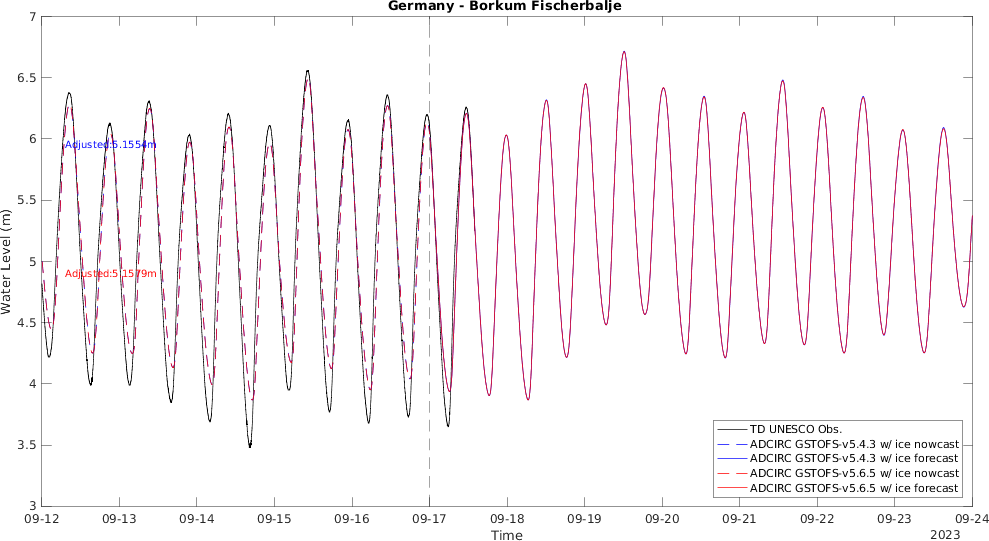 Germany - Borkum Fischerbalje
7
6.5
6
5.5
5
4.5
4
3.5
3
Water Level (m)
Adjusted:5.1554m
Adjusted:5.1579m
TD UNESCO Obs.
ADCIRC GSTOFS-v5.4.3 w/ ice nowcast
ADCIRC GSTOFS-v5.4.3 w/ ice forecast
ADCIRC GSTOFS-v5.6.5 w/ ice nowcast
ADCIRC GSTOFS-v5.6.5 w/ ice forecast
09-12 09-13 09-14 09-15 09-16 09-17 09-18 09-19 09-20 09-21 09-22 09-23 09-24
Time
2023